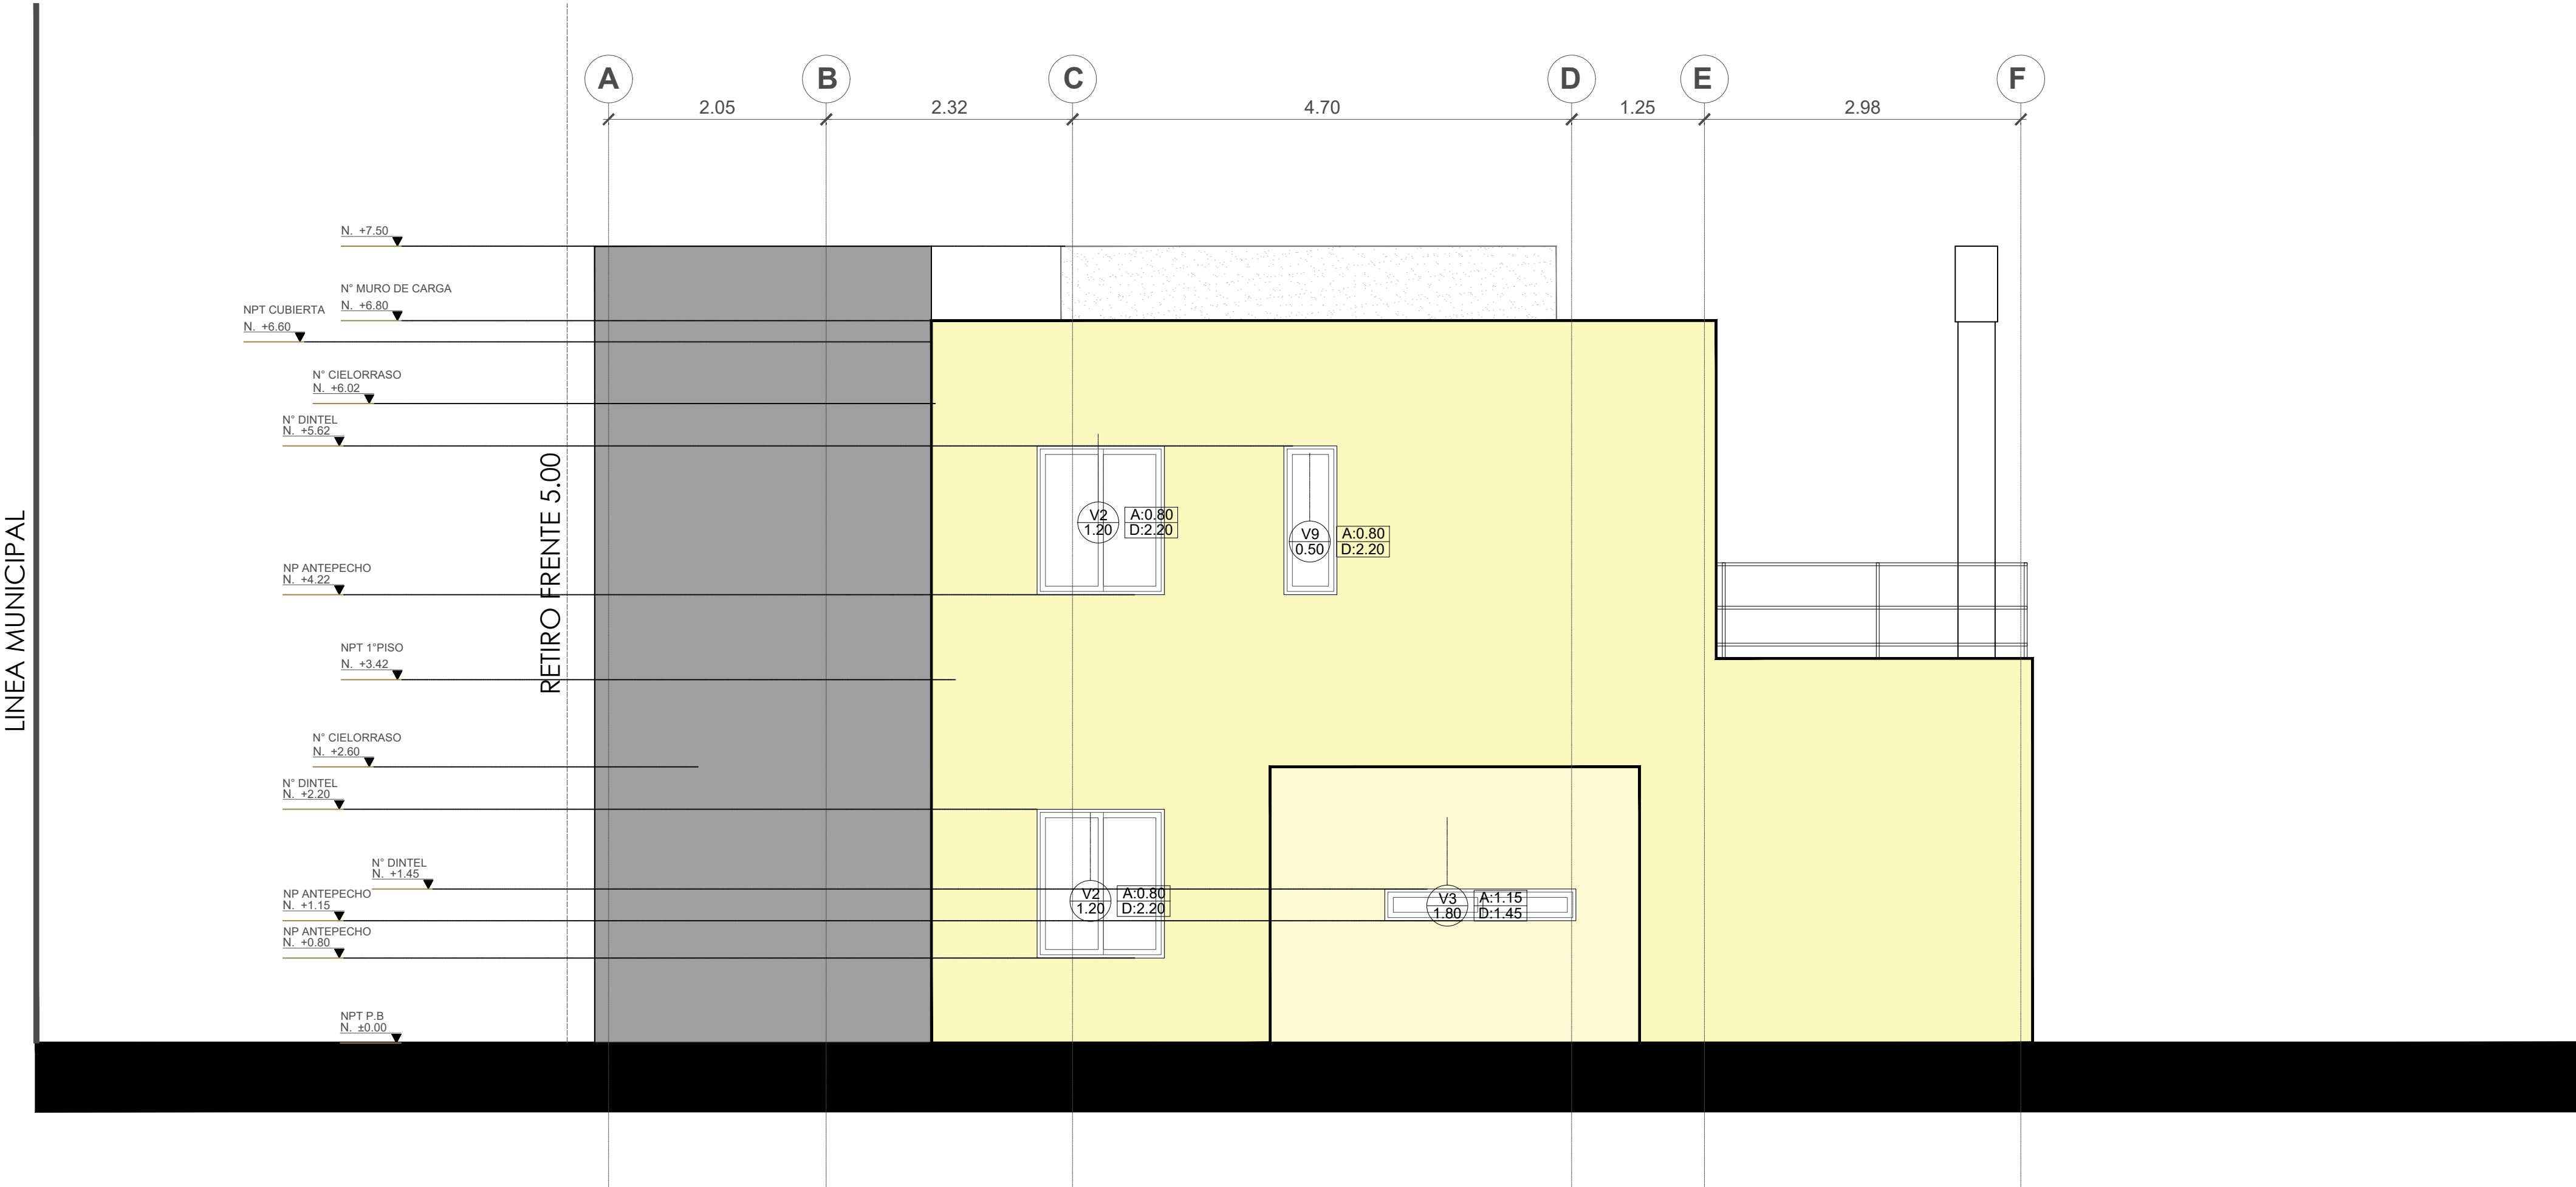 A B C D E F
2.05 2.32 4.70 1.25 2.98
N. +7.50
N° MURO DE CARGA
N. +6.80
NPT CUBIERTA
N. +6.60
N° CIELORRASO
N. +6.02
N° DINTEL
N. +5.62
RETIRO FRENTE 5.00
LINEA MUNICIPAL
V2
1.20
A:0.80
D:2.20
V9
0.50
A:0.80
D:2.20
NP ANTEPECHO
N. +4.22
NPT 1°PISO
N. +3.42
N° CIELORRASO
N. +2.60
N° DINTEL
N. +2.20
N° DINTEL
N. +1.45
NP ANTEPECHO
N. +1.15
V2
1.20
A:0.80
D:2.20
V3
1.80
A:1.15
D:1.45
NP ANTEPECHO
N. +0.80
NPT P.B
N. ±0.00